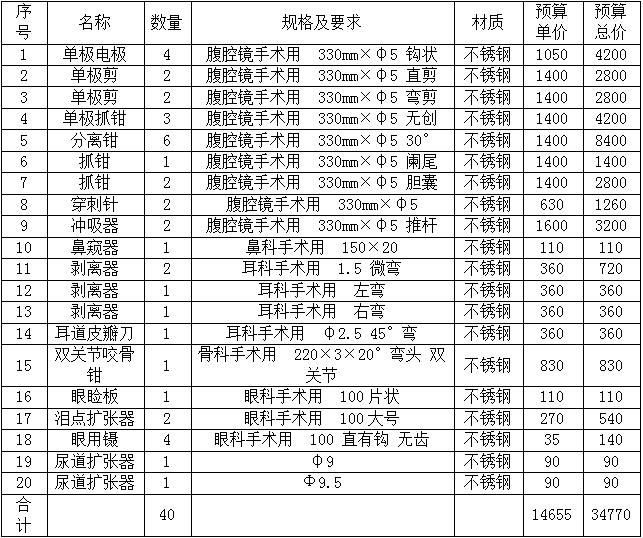 序号 名称 数量 规格及要求 材质 预算单价 预算总价
1 单极电极 4 腹腔镜手术用 330mm×Φ5 钩状 不锈钢 1050 4200
2 单极剪 2 腹腔镜手术用 330mm×Φ5 直剪 不锈钢 1400 2800
3 单极剪 2 腹腔镜手术用 330mm×Φ5 弯剪 不锈钢 1400 2800
4 单极抓钳 3 腹腔镜手术用 330mm×Φ5 无创 不锈钢 1400 4200
5 分离钳 6 腹腔镜手术用 330mm×Φ5 30° 不锈钢 1400 8400
6 抓钳 1 腹腔镜手术用 330mm×Φ5 阑尾 不锈钢 1400 1400
7 抓钳 2 腹腔镜手术用 330mm×Φ5 胆囊 不锈钢 1400 2800
8 穿刺针 2 腹腔镜手术用 330mm×Φ5 不锈钢 630 1260
9 冲吸器 2 腹腔镜手术用 330mm×Φ5 推杆 不锈钢 1600 3200
10 鼻窥器 1 鼻科手术用 150×20 不锈钢 110 110
11 剥离器 2 耳科手术用 1.5 微弯 不锈钢 360 720
12 剥离器 1 耳科手术用 左弯 不锈钢 360 360
13 剥离器 1 耳科手术用 右弯 不锈钢 360 360
14 耳道皮瓣刀 1 耳科手术用 Φ2.5 45°弯 不锈钢 360 360
15 双关节咬骨钳 1 骨科手术用 220×3×20°弯头 双关节 不锈钢 830 830
16 眼睑板 1 眼科手术用 100片状 不锈钢 110 110
17 泪点扩张器 2 眼科手术用 100大号 不锈钢 270 540
18 眼用镊 4 眼科手术用 100 直有钩 无齿 不锈钢 35 140
19 尿道扩张器 1 Φ9 不锈钢 90 90
20 尿道扩张器 1 Φ9.5 不锈钢 90 90
合计 40 14655 34770